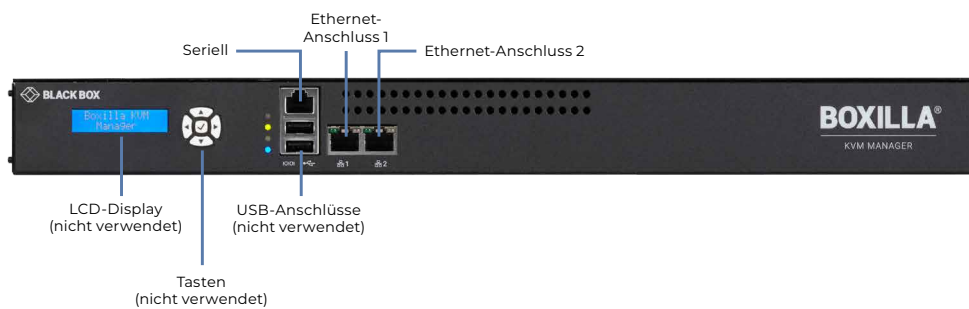 Ethernet-
Anschluss 1
Seriell
Ethernet-Anschluss 2
BLACK BOX
Boxilla KVM
Manager
BOXILLA®
KVM MANAGER
IOIOI
1
2
LCD-Display
(nicht verwendet)
USB-Anschlüsse
(nicht verwendet)
Tasten
(nicht verwendet)